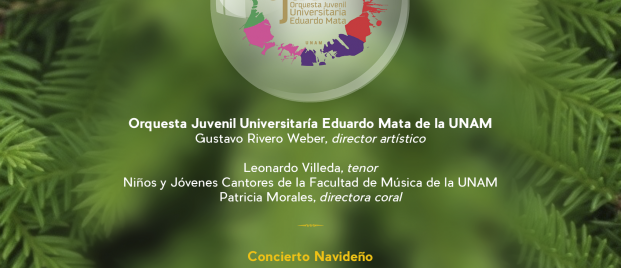 Orquesta Juvenil
Universitaria
Eduardo Mata
Orquesta Juvenil Universitaría Eduardo Mata de la UNAM
Gustavo Rivero Weber, director artístico
Leonardo Villeda, tenor
Niños y Jóvenes Cantores de la Facultad de Música de la UNAM
Patricia Morales, directora coral
Concierto Navideño